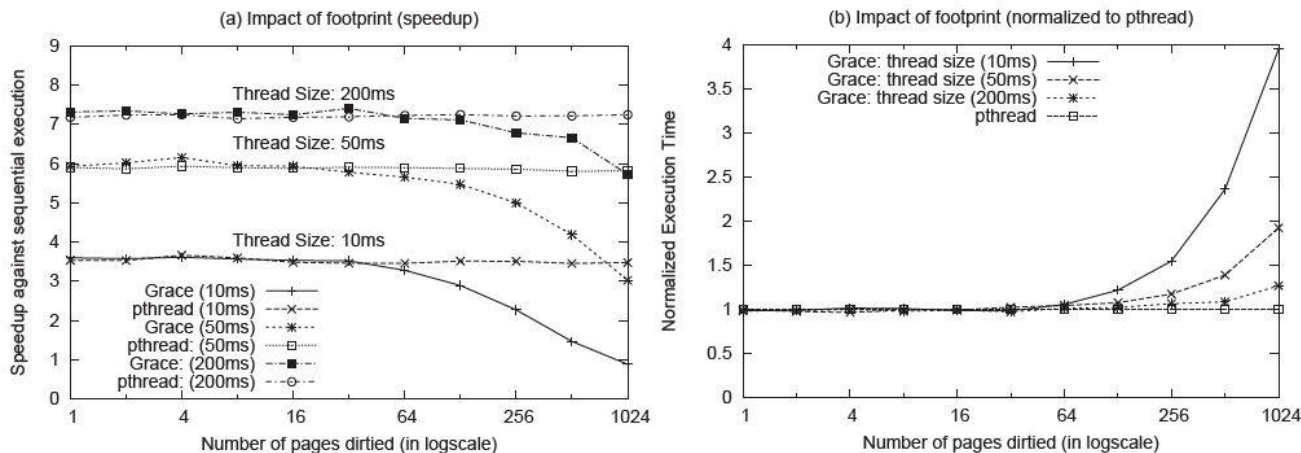 (a) Impact of footprint (speedup)
9
8
7
6
5
4
3
2
1
0
Speedup against sequential execution
Thread Size: 200ms
Thread Size: 50ms
Thread Size: 10ms
Grace (10ms)
pthread (10ms)
Grace (50ms)
pthread: (50ms)
Grace: (200ms)
pthread: (200ms)
1 4 16 64 256 1024
Number of pages dirtied (in logscale)
(b) Impact of footprint (normalized to pthread)
4
3.5
3
2.5
2
1.5
1
0.5
0
Normalized Execution Time
Grace: thread size (10ms)
Grace: thread size (50ms)
Grace: thread size (200ms)
pthread
1 4 16 64 256 1024
Number of pages dirtied (in logscale)